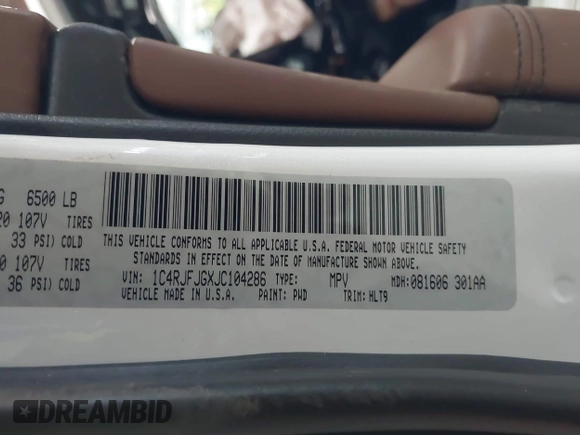 G 6500 LB
20 107V TIRES
33 PSI) COLD
0 107V TIRES
36 PSI) COLD
THIS VEHICLE CONFORMS TO ALL APPLICABLE U.S.A. FEDERAL MOTOR VEHICLE SAFETY
STANDARDS IN EFFECT ON THE DATE OF MANUFACTURE SHOWN ABOVE.
VIN: 1C4RJFJGXJC104286 TYPE: MPV MDH:081606 301AA
VEHICLE MADE IN U.S.A. PAINT: PWD TRIM: HLT9
DREAMBID